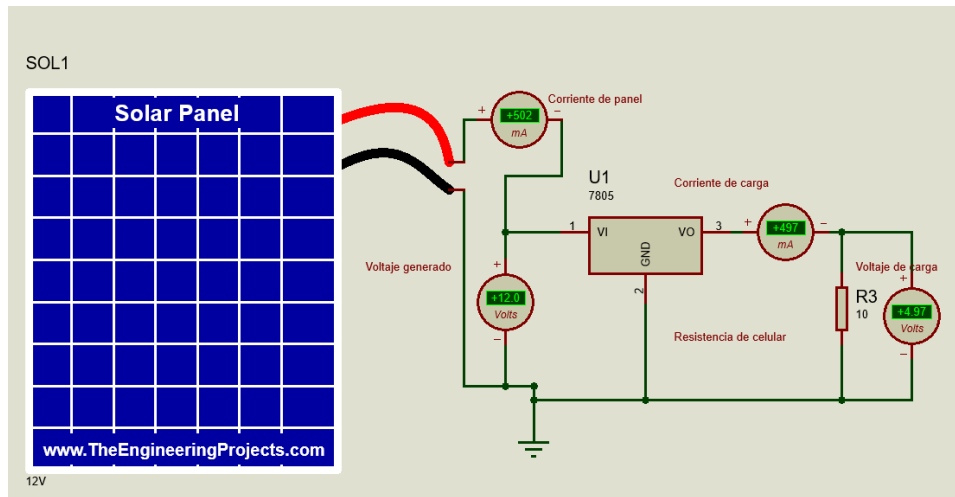 SOL1
Solar Panel
www.TheEngineeringProjects.com
12V
Corriente de panel
+
+502
−
mA
U1
7805
1
VI
VO
3
GND
2
Corriente de carga
+
+497
−
mA
Voltaje generado
+
+12.0
Volts
−
Resistencia de celular
R3
10
Voltaje de carga
+
+4.97
Volts
−